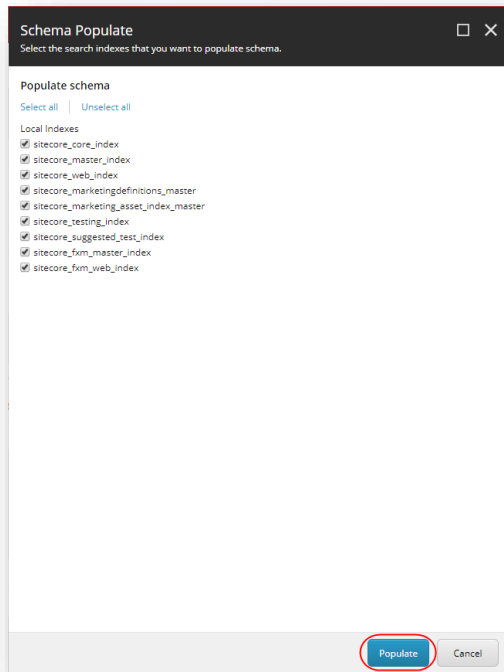 Schema Populate
Select the search indexes that you want to populate schema.
Populate schema
Select all Unselect all
Local Indexes
sitecore_core_index
sitecore_master_index
sitecore_web_index
sitecore_marketingdefinitions_master
sitecore_marketing_asset_index_master
sitecore_testing_index
sitecore_suggested_test_index
sitecore_fxm_master_index
sitecore_fxm_web_index
Populate Cancel